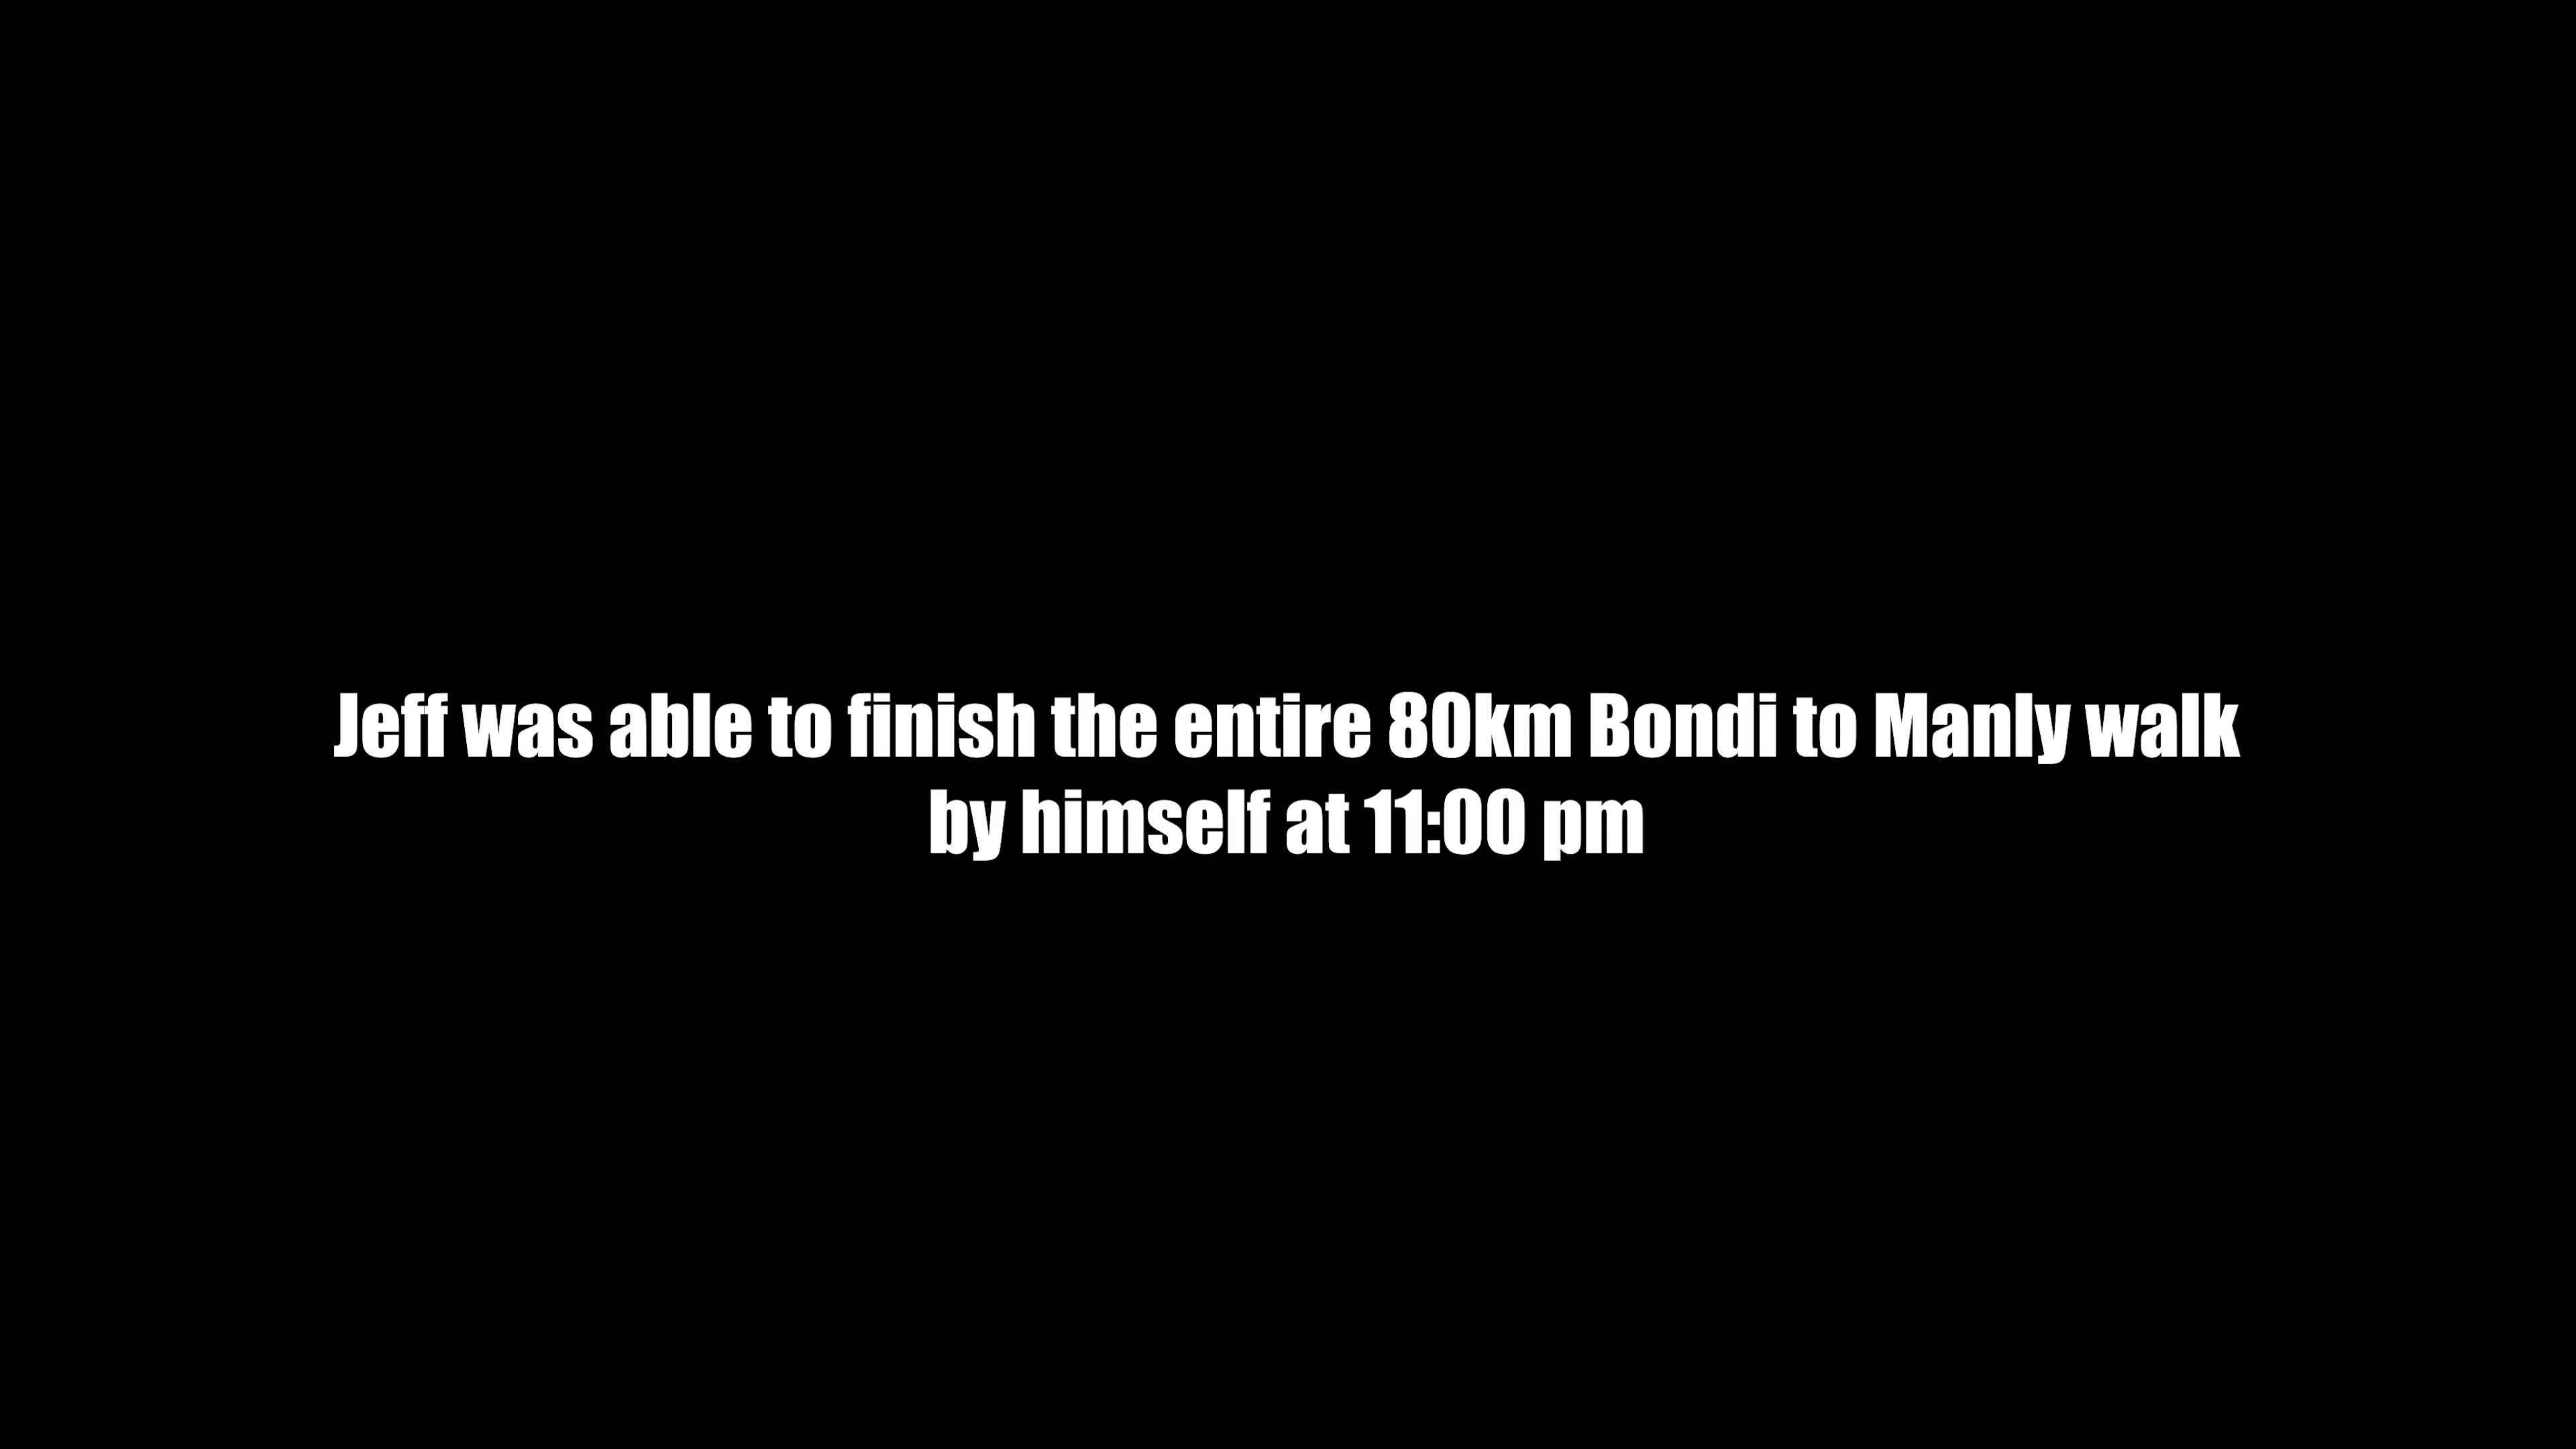 Jeff was able to finish the entire 80km Bondi to Manly walk
by himself at 11:00 pm